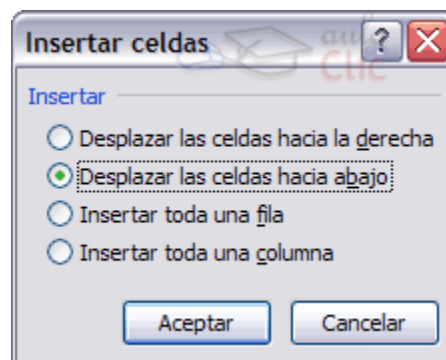 Insertar celdas
aula
Clic
?
Insertar
Desplazar las celdas hacia la derecha
Desplazar las celdas hacia abajo
Insertar toda una fila
Insertar toda una columna
Aceptar
Cancelar